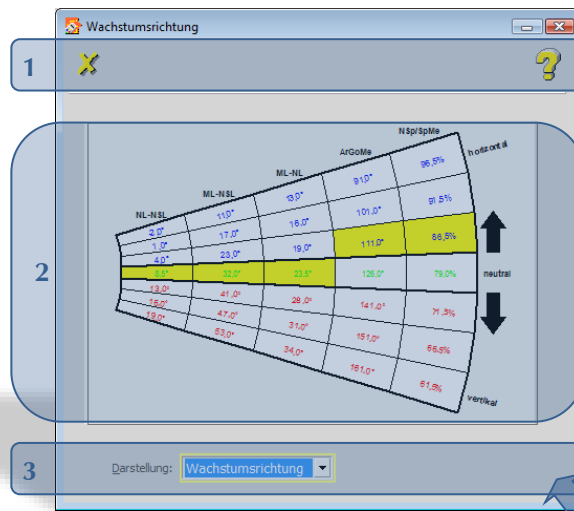 Wachstumsrichtung
1
2
NL-NSL ML-NSL ML-NL ArGoMe NSp/SpMe
2,0° 11,0° 13,0° 91,0° 96,5% horizontal
1,0° 17,0° 16,0° 101,0° 91,5%
4,0° 23,0° 19,0° 111,0° 86,5%
8,5° 32,0° 23,5° 126,0° 79,0% neutral
13,0° 41,0° 28,0° 141,0° 71,5%
16,0° 47,0° 31,0° 151,0° 66,5%
19,0° 53,0° 34,0° 161,0° 61,5% vertikal
3
Darstellung: Wachstumsrichtung